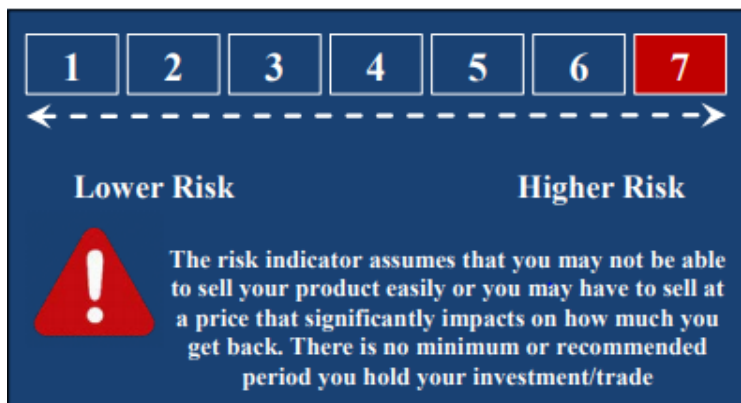 1 2 3 4 5 6 7
Lower Risk Higher Risk
The risk indicator assumes that you may not be able
to sell your product easily or you may have to sell at
a price that significantly impacts on how much you
get back. There is no minimum or recommended
period you hold your investment/trade